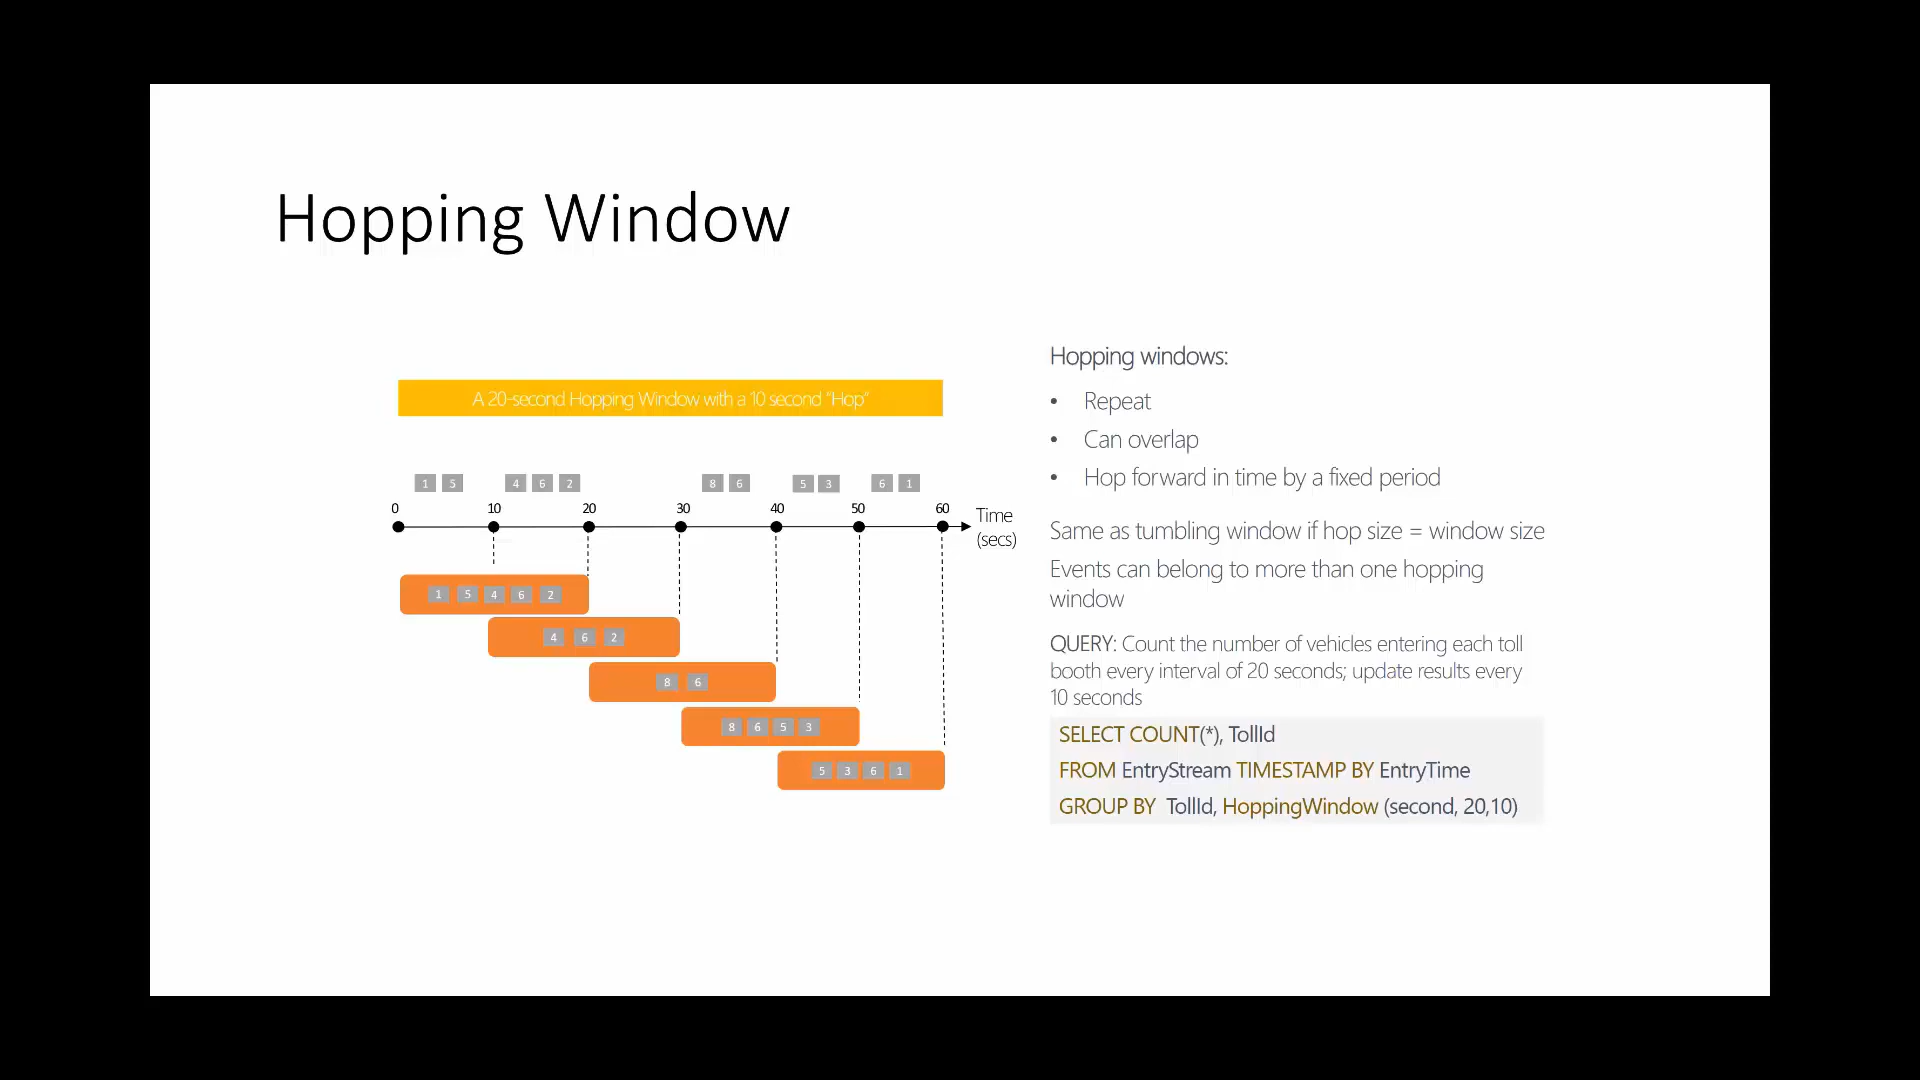 Hopping Window
A 20-second Hopping Window with a 10 second "Hop"
1 5 4 6 2 8 6 5 3 6 1
0 10 20 30 40 50 60
Time
(secs)
1 5 4 6 2
4 6 2
8 6
8 6 5 3
5 3 6 1
Hopping windows:
• Repeat
• Can overlap
• Hop forward in time by a fixed period
Same as tumbling window if hop size = window size
Events can belong to more than one hopping
window
QUERY: Count the number of vehicles entering each toll
booth every interval of 20 seconds; update results every
10 seconds
SELECT COUNT(*), TollId
FROM EntryStream TIMESTAMP BY EntryTime
GROUP BY TollId, HoppingWindow (second, 20,10)